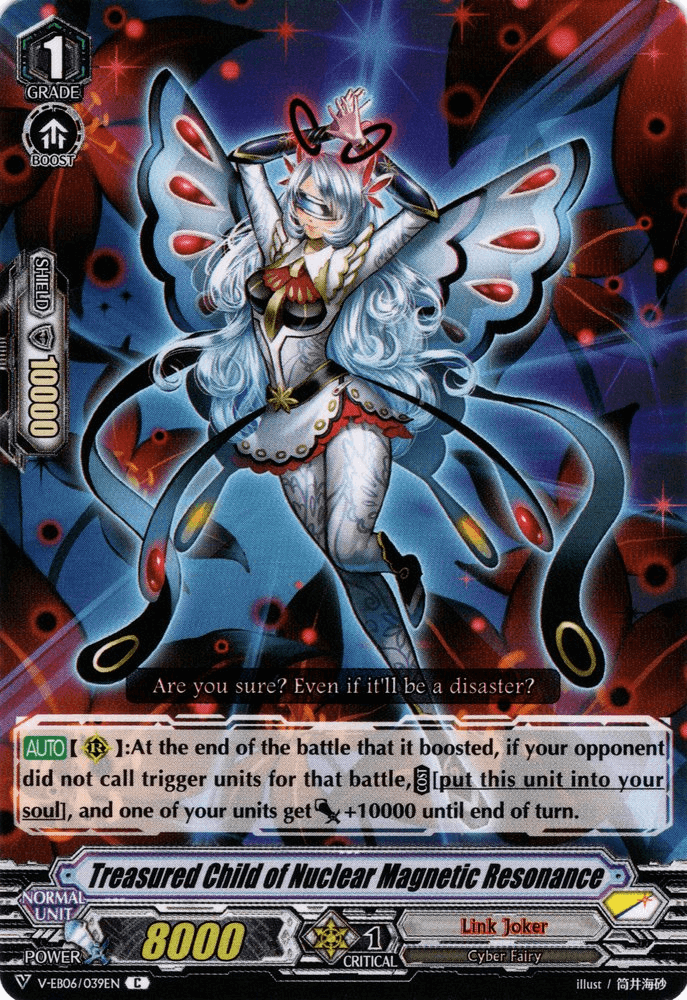 1
GRADE
BOOST
SHIELD
10000
Are you sure? Even if it'll be a disaster?
AUTO【 R 】:At the end of the battle that it boosted, if your opponent
did not call trigger units for that battle, COST [put this unit into your
soul], and one of your units get +10000 until end of turn.
Treasured Child of Nuclear Magnetic Resonance
NORMAL
UNIT
POWER
8000
1
CRITICAL
Link Joker
Cyber Fairy
V V-EB06/039EN C
illust / 筒井海砂